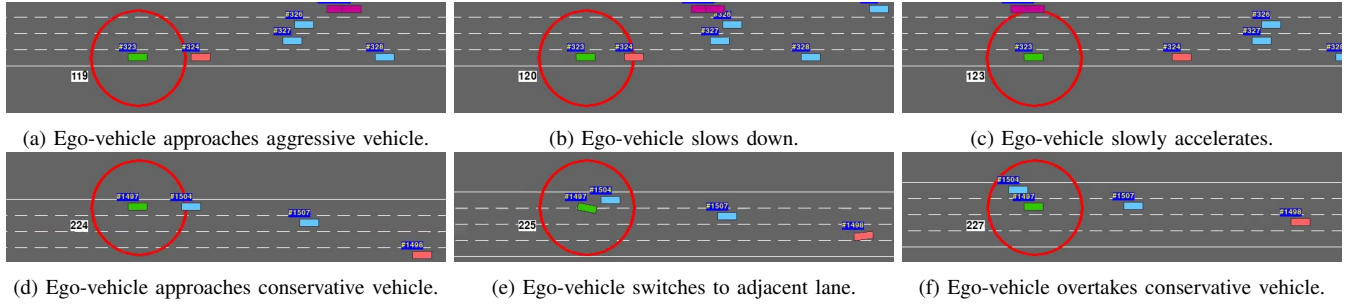 #326 #326 #326
#327 #327 #327
#323 #324 #328 #323 #324 #328 #323 #324 #328
119 120 123
(a) Ego-vehicle approaches aggressive vehicle. (b) Ego-vehicle slows down. (c) Ego-vehicle slowly accelerates.
#1497 #1504 #1504 #1504
#1507 #1497 #1507 #1497 #1507
224 225 227
#1498 #1498 #1498
(d) Ego-vehicle approaches conservative vehicle. (e) Ego-vehicle switches to adjacent lane. (f) Ego-vehicle overtakes conservative vehicle.